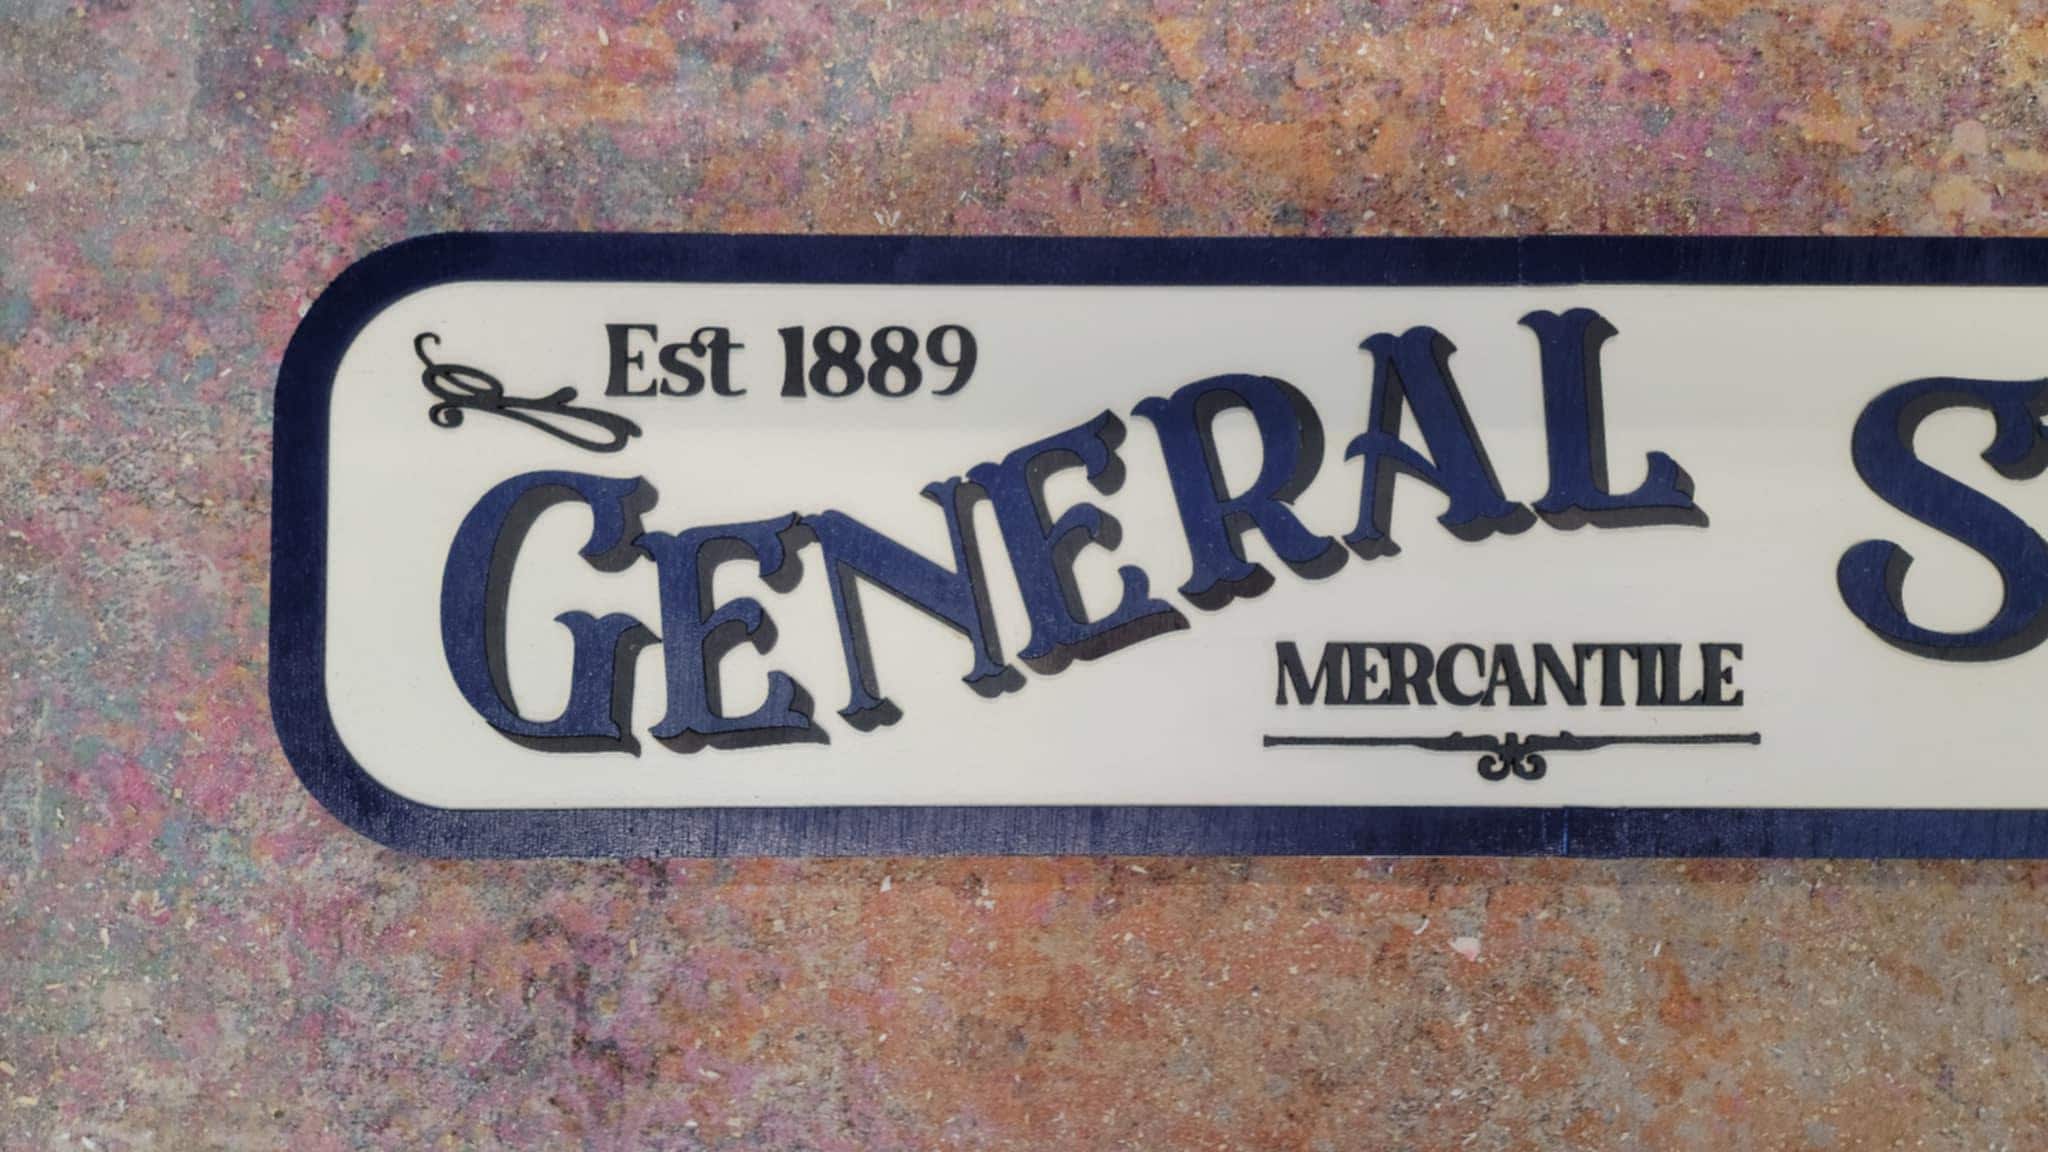 Est 1889
GENERAL S
MERCANTILE